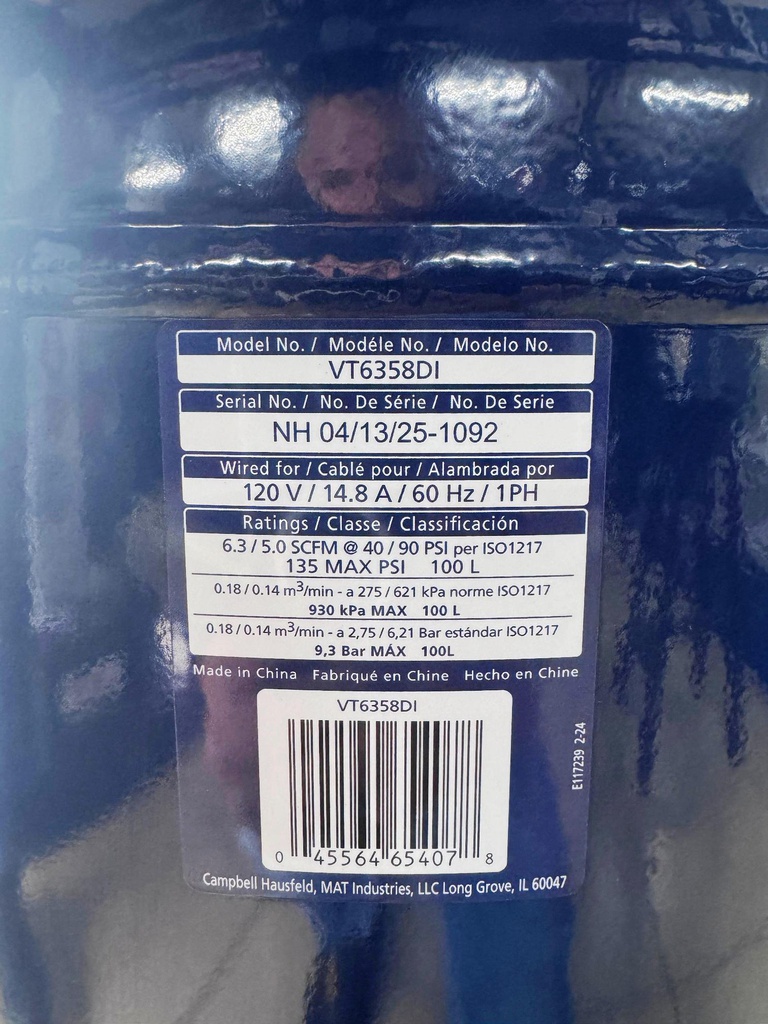 Model No. / Modéle No. / Modelo No.
VT6358DI
Serial No. / No. De Série / No. De Serie
NH 04/13/25-1092
Wired for / Cablé pour / Alambrada por
120 V / 14.8 A / 60 Hz / 1PH
Ratings / Classe / Classificación
6.3 / 5.0 SCFM @ 40 / 90 PSI per ISO1217
135 MAX PSI 100 L
0.18 / 0.14 m³/min - a 275 / 621 kPa norme ISO1217
930 kPa MAX 100 L
0.18 / 0.14 m³/min - a 2,75 / 6,21 Bar estándar ISO1217
9,3 Bar MÁX 100L
Made in China Fabriqué en Chine Hecho en Chine
VT6358DI
0 45564 65407 8
E117239 2-24
Campbell Hausfeld, MAT Industries, LLC Long Grove, IL 60047